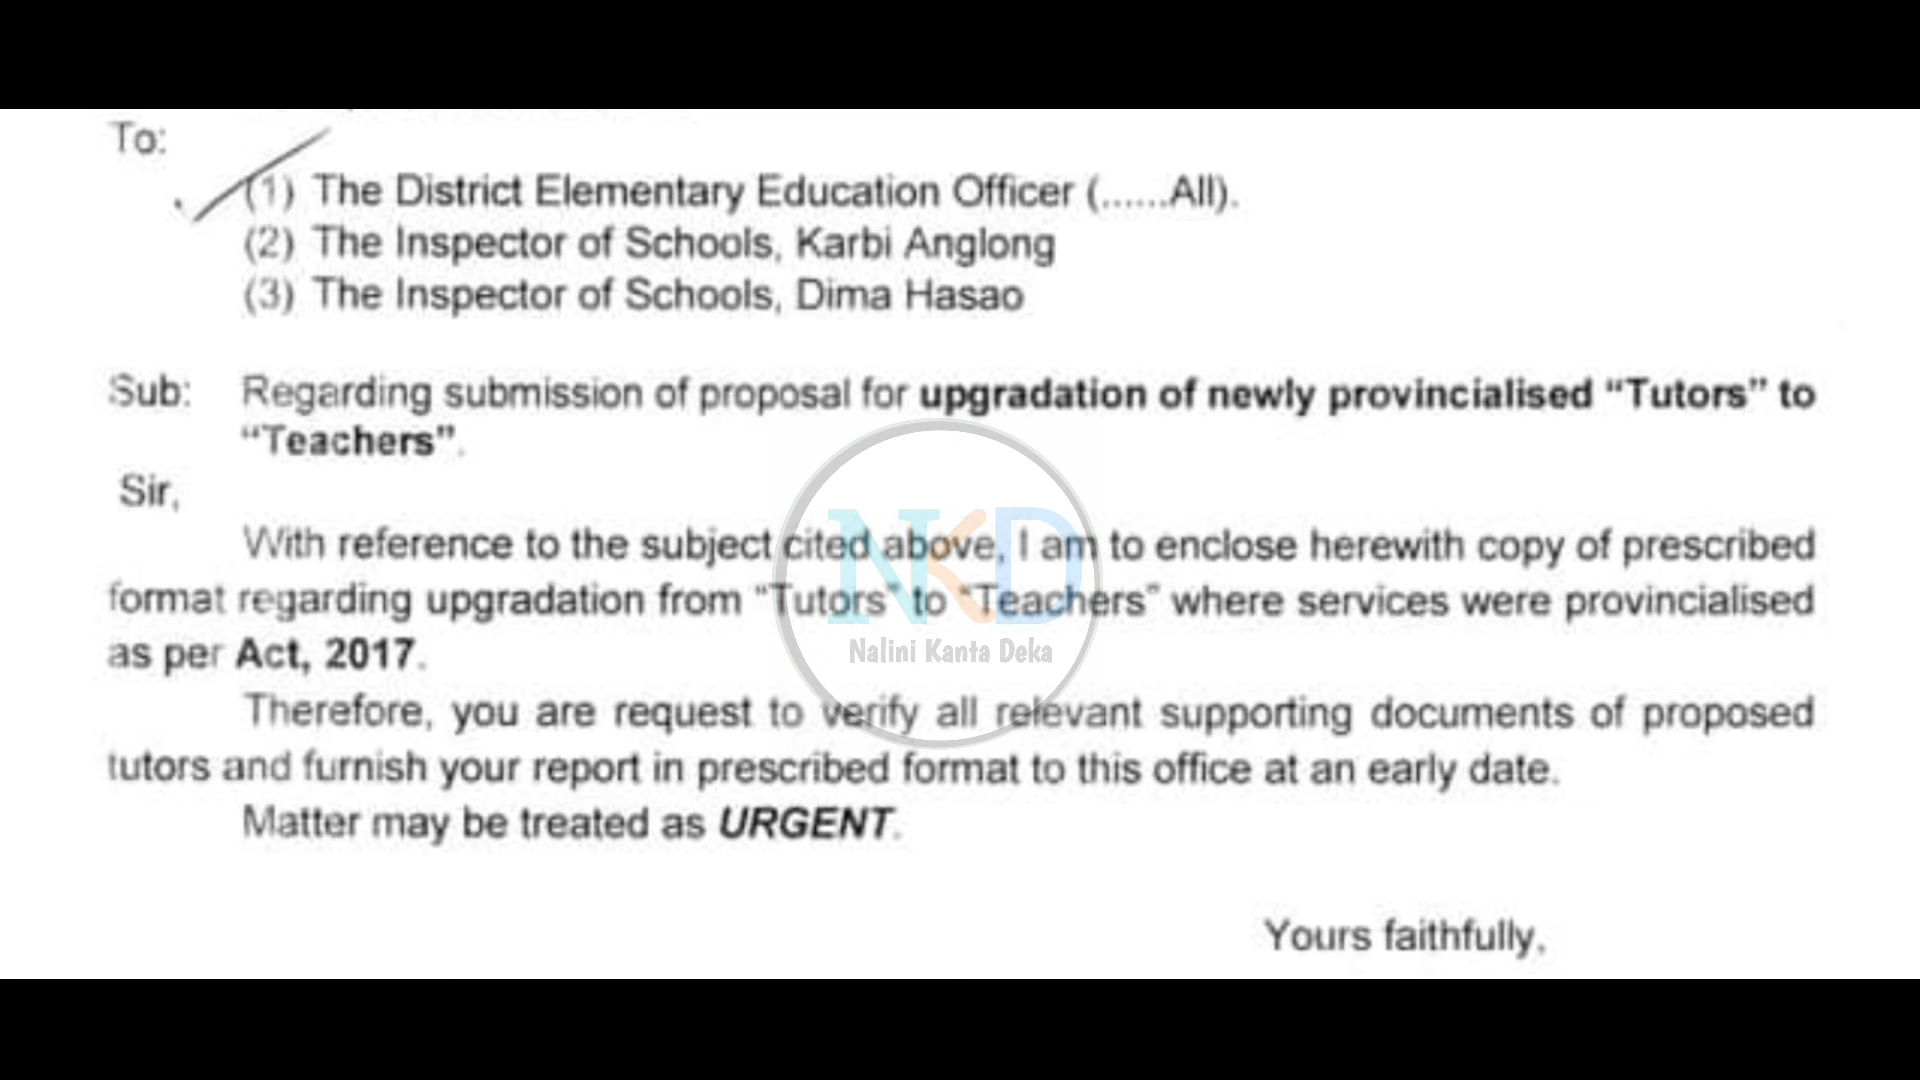 To:
(1) The District Elementary Education Officer (......All).
(2) The Inspector of Schools, Karbi Anglong
(3) The Inspector of Schools, Dima Hasao
Sub: Regarding submission of proposal for upgradation of newly provincialised “Tutors” to
“Teachers”.
Sir,
With reference to the subject cited above, I am to enclose herewith copy of prescribed
format regarding upgradation from “Tutors” to “Teachers” where services were provincialised
as per Act, 2017.
Therefore, you are request to verify all relevant supporting documents of proposed
tutors and furnish your report in prescribed format to this office at an early date.
Matter may be treated as URGENT.
Yours faithfully,
NKD
Nalini Kanta Deka